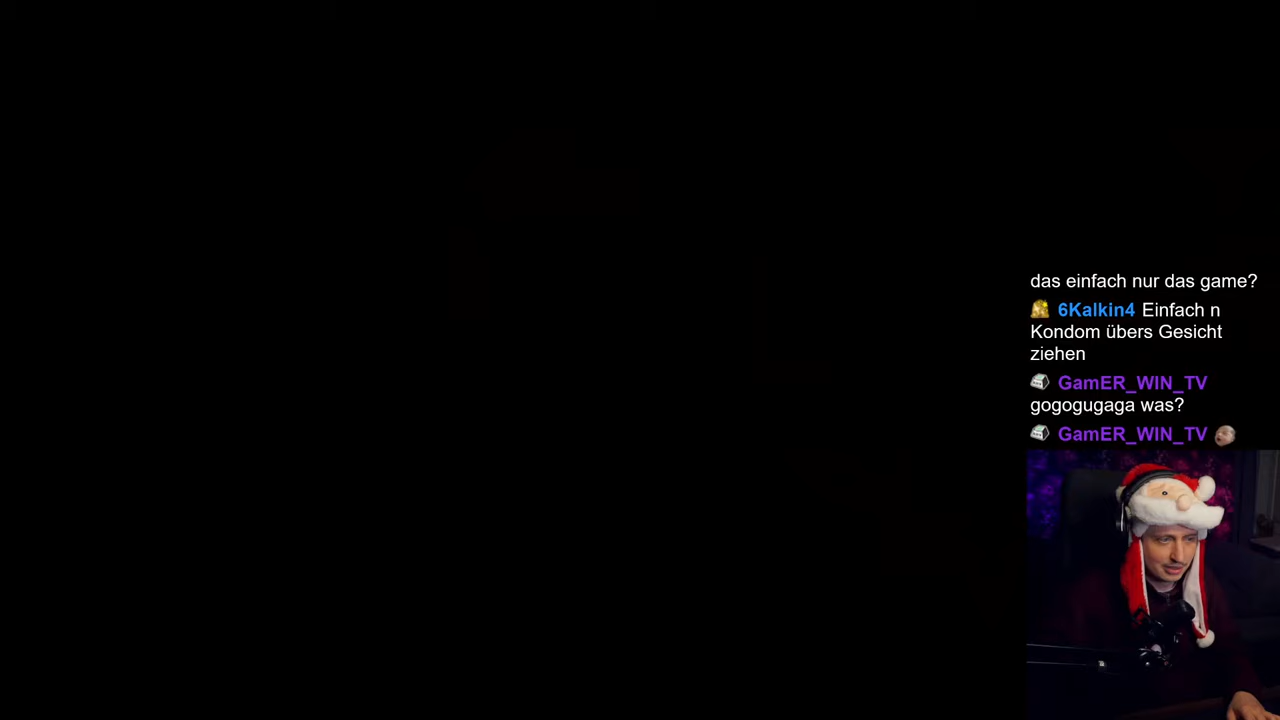 das einfach nur das game?
6Kalkin4 Einfach n
Kondom übers Gesicht
ziehen
GamER_WIN_TV
gogogugaga was?
GamER_WIN_TV